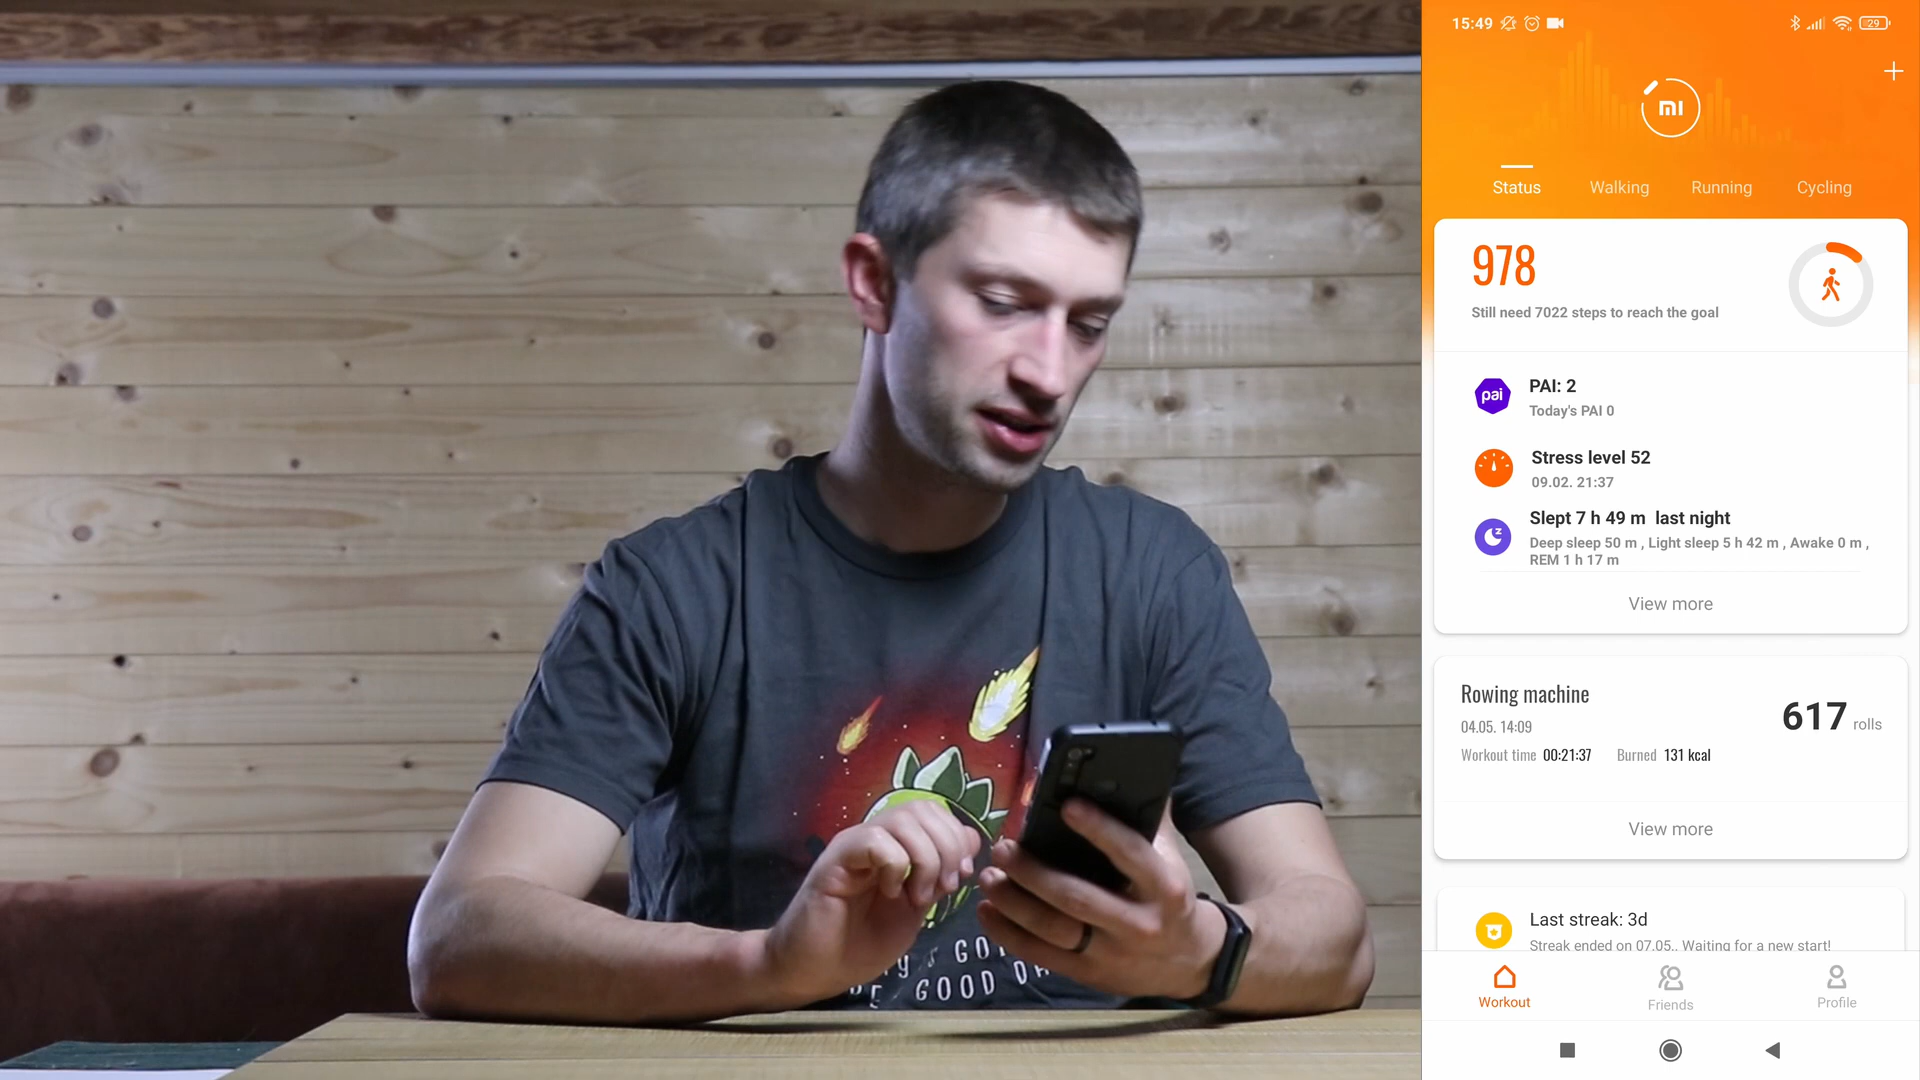 15:49
29
mi
Status Walking Running Cycling
978
Still need 7022 steps to reach the goal
pai
PAI: 2
Today's PAI 0
Stress level 52
09.02. 21:37
z
Slept 7 h 49 m last night
Deep sleep 50 m , Light sleep 5 h 42 m , Awake 0 m ,
REM 1 h 17 m
View more
Rowing machine
617 rolls
04.05. 14:09
Workout time 00:21:37 Burned 131 kcal
View more
Last streak: 3d
Streak ended on 07.05.. Waiting for a new start!
Workout Friends Profile
GOOD